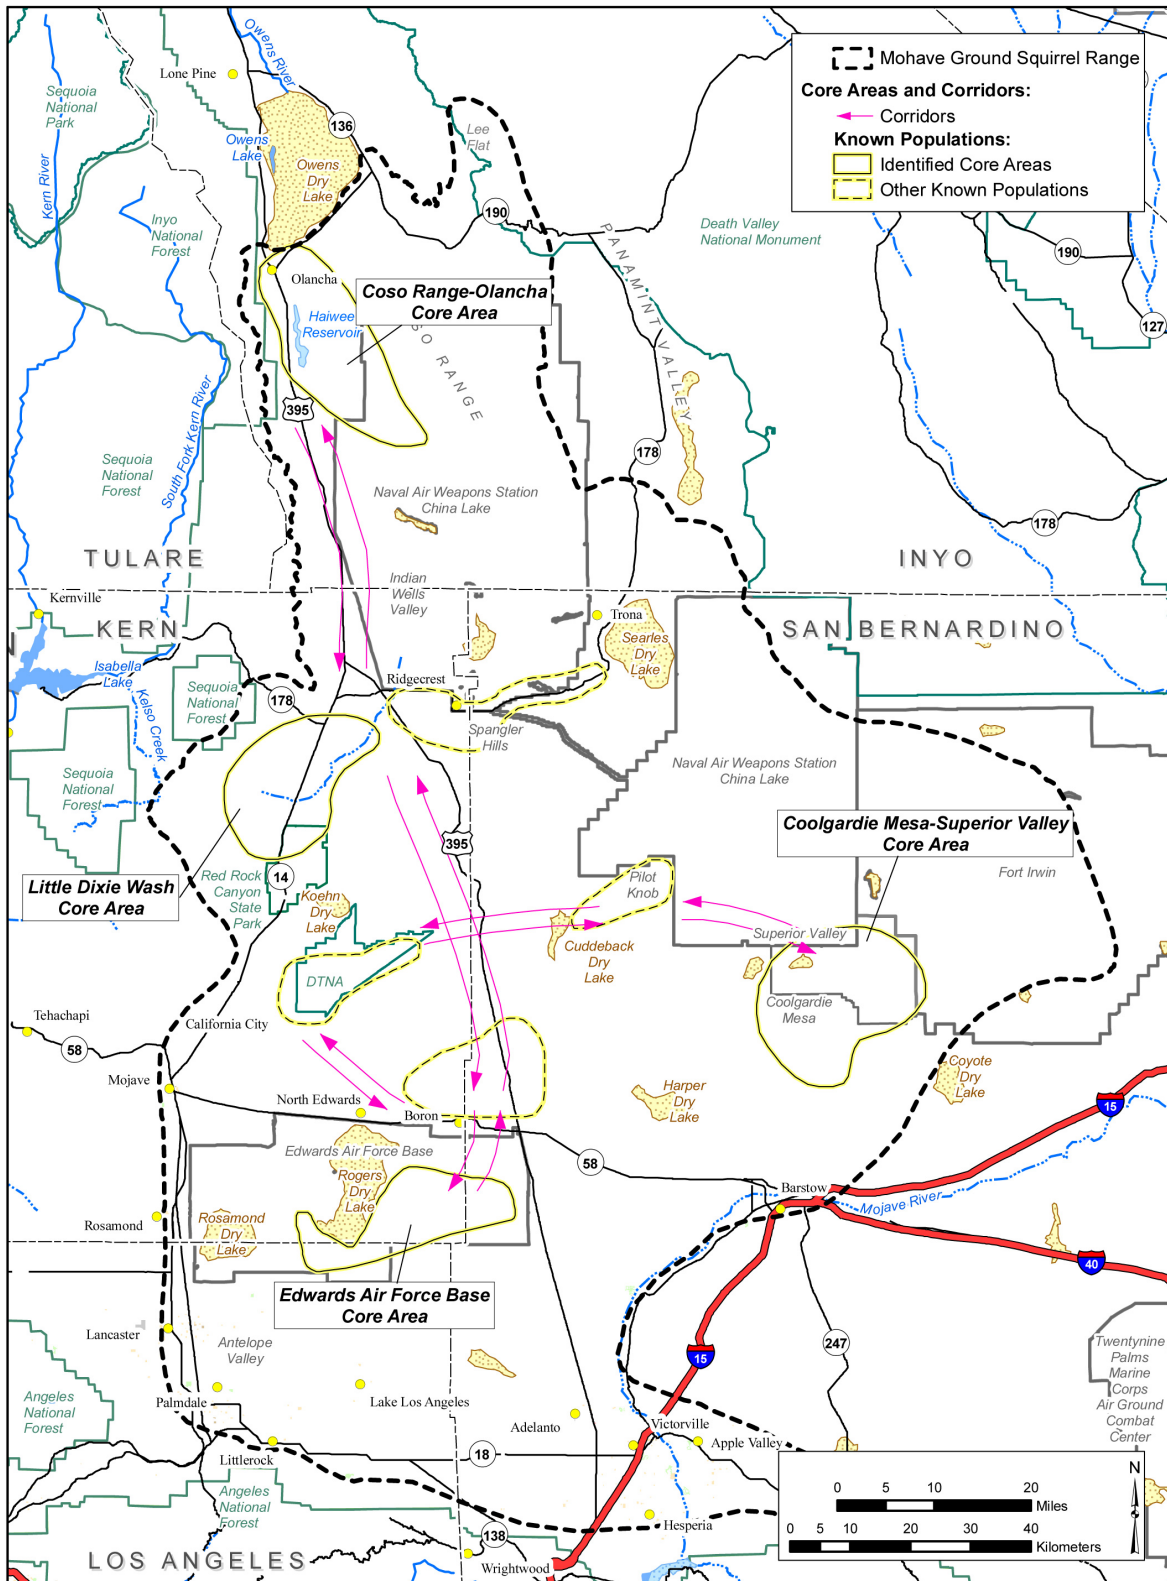 Mohave Ground Squirrel Range
Core Areas and Corridors:
Corridors
Known Populations:
Identified Core Areas
Other Known Populations
Owens River
Lone Pine
Sequoia
National
Park
Kern River
136
Owens
Lake
Owens
Dry
Lake
Lee
Flat
190
Inyo
National
Forest
Death Valley
National Monument
190
127
PANAMINT VALLEY
Olancha
Coso Range-Olancha
Core Area
Haiwee
Reservoir
SO RANGE
395
South Fork Kern River
178
Sequoia
National
Forest
Naval Air Weapons Station
China Lake
178
TULARE
INYO
Indian
Wells
Valley
Kernville
KERN
N
Trona
SAN BERNARDINO
Searles
Dry
Lake
Isabella
Lake
Kelso Creek
Sequoia
National
Forest
178
Ridgecrest
Spangler
Hills
Sequoia
National
Forest
Naval Air Weapons Station
China Lake
395
Coolgardie Mesa-Superior Valley
Core Area
Fort Irwin
Little Dixie Wash
Core Area
Red Rock
Canyon
State
Park
14
Koehn
Dry
Lake
Pilot
Knob
Superior Valley
Cuddeback
Dry
Lake
DTNA
Coolgardie
Mesa
California City
Tehachapi
58
Mojave
Coyote
Dry
Lake
Harper
Dry
Lake
North Edwards
Boron
15
58
Edwards Air Force Base
Rogers
Dry
Lake
Barstow
Mojave River
Rosamond
Rosamond
Dry
Lake
40
Edwards Air Force Base
Core Area
Lancaster
Antelope
Valley
15
247
Twentynine
Palms
Marine
Corps
Air Ground
Combat
Center
Angeles
National
Forest
Palmdale
Lake Los Angeles
Adelanto
Victorville
Apple Valley
Littlerock
18
Angeles
National
Forest
Hesperia
138
LOS ANGELES
Wrightwood
0 5 10 20
Miles
0 5 10 20 30 40
Kilometers
N